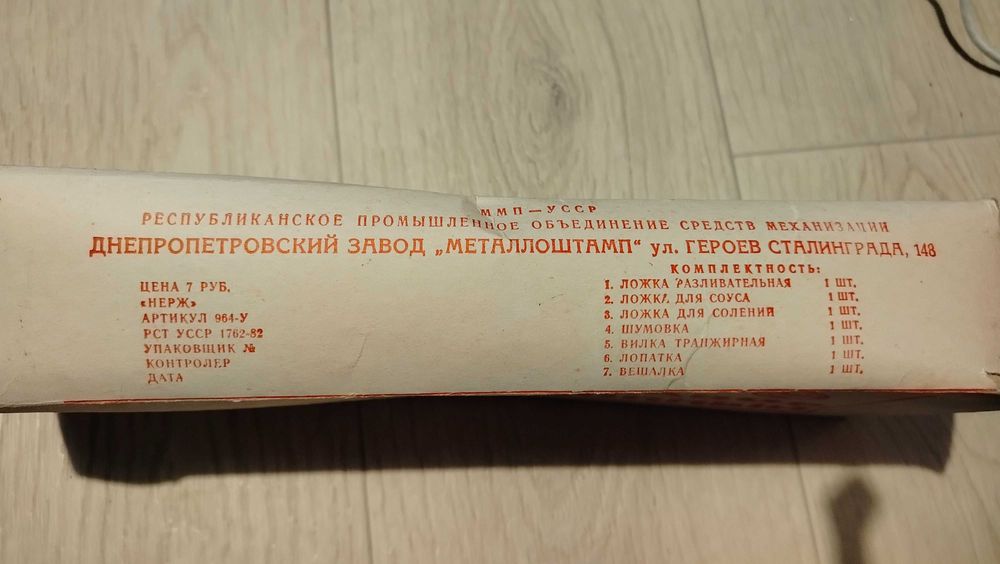 ММП—УССР
РЕСПУБЛИКАНСКОЕ ПРОМЫШЛЕННОЕ ОБЪЕДИНЕНИЕ СРЕДСТВ МЕХАНИЗАЦИИ
ДНЕПРОПЕТРОВСКИЙ ЗАВОД „МЕТАЛЛОШТАМП“ ул. ГЕРОЕВ СТАЛИНГРАДА, 148
ЦЕНА 7 РУБ.
«НЕРЖ»
АРТИКУЛ 964-У
РСТ УССР 1762-82
УПАКОВЩИК №
КОНТРОЛЕР
ДАТА
КОМПЛЕКТНОСТЬ:
1. ЛОЖКА РАЗЛИВАТЕЛЬНАЯ 1 ШТ.
2. ЛОЖКА ДЛЯ СОУСА 1 ШТ.
3. ЛОЖКА ДЛЯ СОЛЕНИЙ 1 ШТ.
4. ШУМОВКА 1 ШТ.
5. ВИЛКА ТРАНЖИРНАЯ 1 ШТ.
6. ЛОПАТКА 1 ШТ.
7. ВЕШАЛКА 1 ШТ.